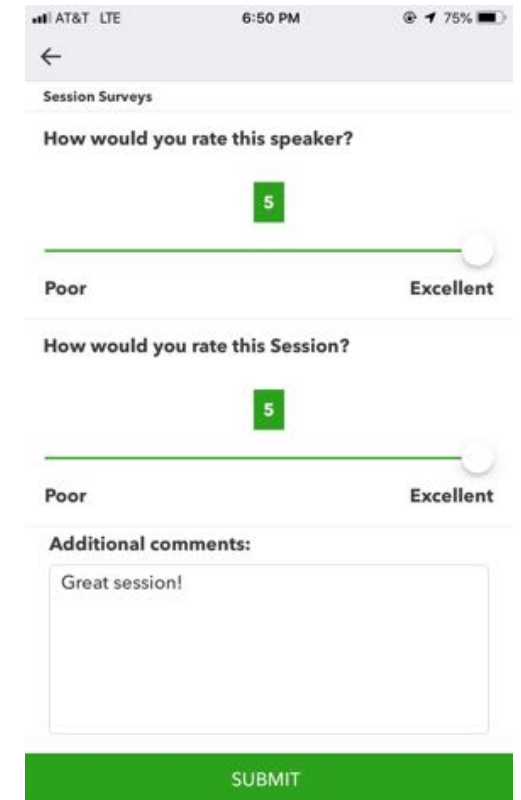 AT&T LTE 6:50 PM 75%
Session Surveys
How would you rate this speaker?
5
Poor Excellent
How would you rate this Session?
5
Poor Excellent
Additional comments:
Great session!
SUBMIT